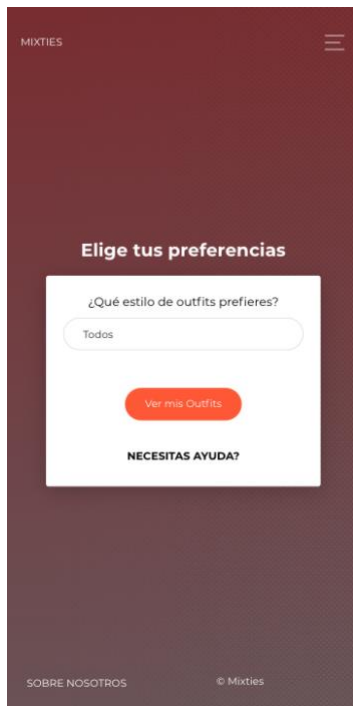 MIXTIES
Elige tus preferencias
¿Qué estilo de outfits prefieres?
Todos
Ver mis Outfits
NECESITAS AYUDA?
SOBRE NOSOTROS
© Mixties